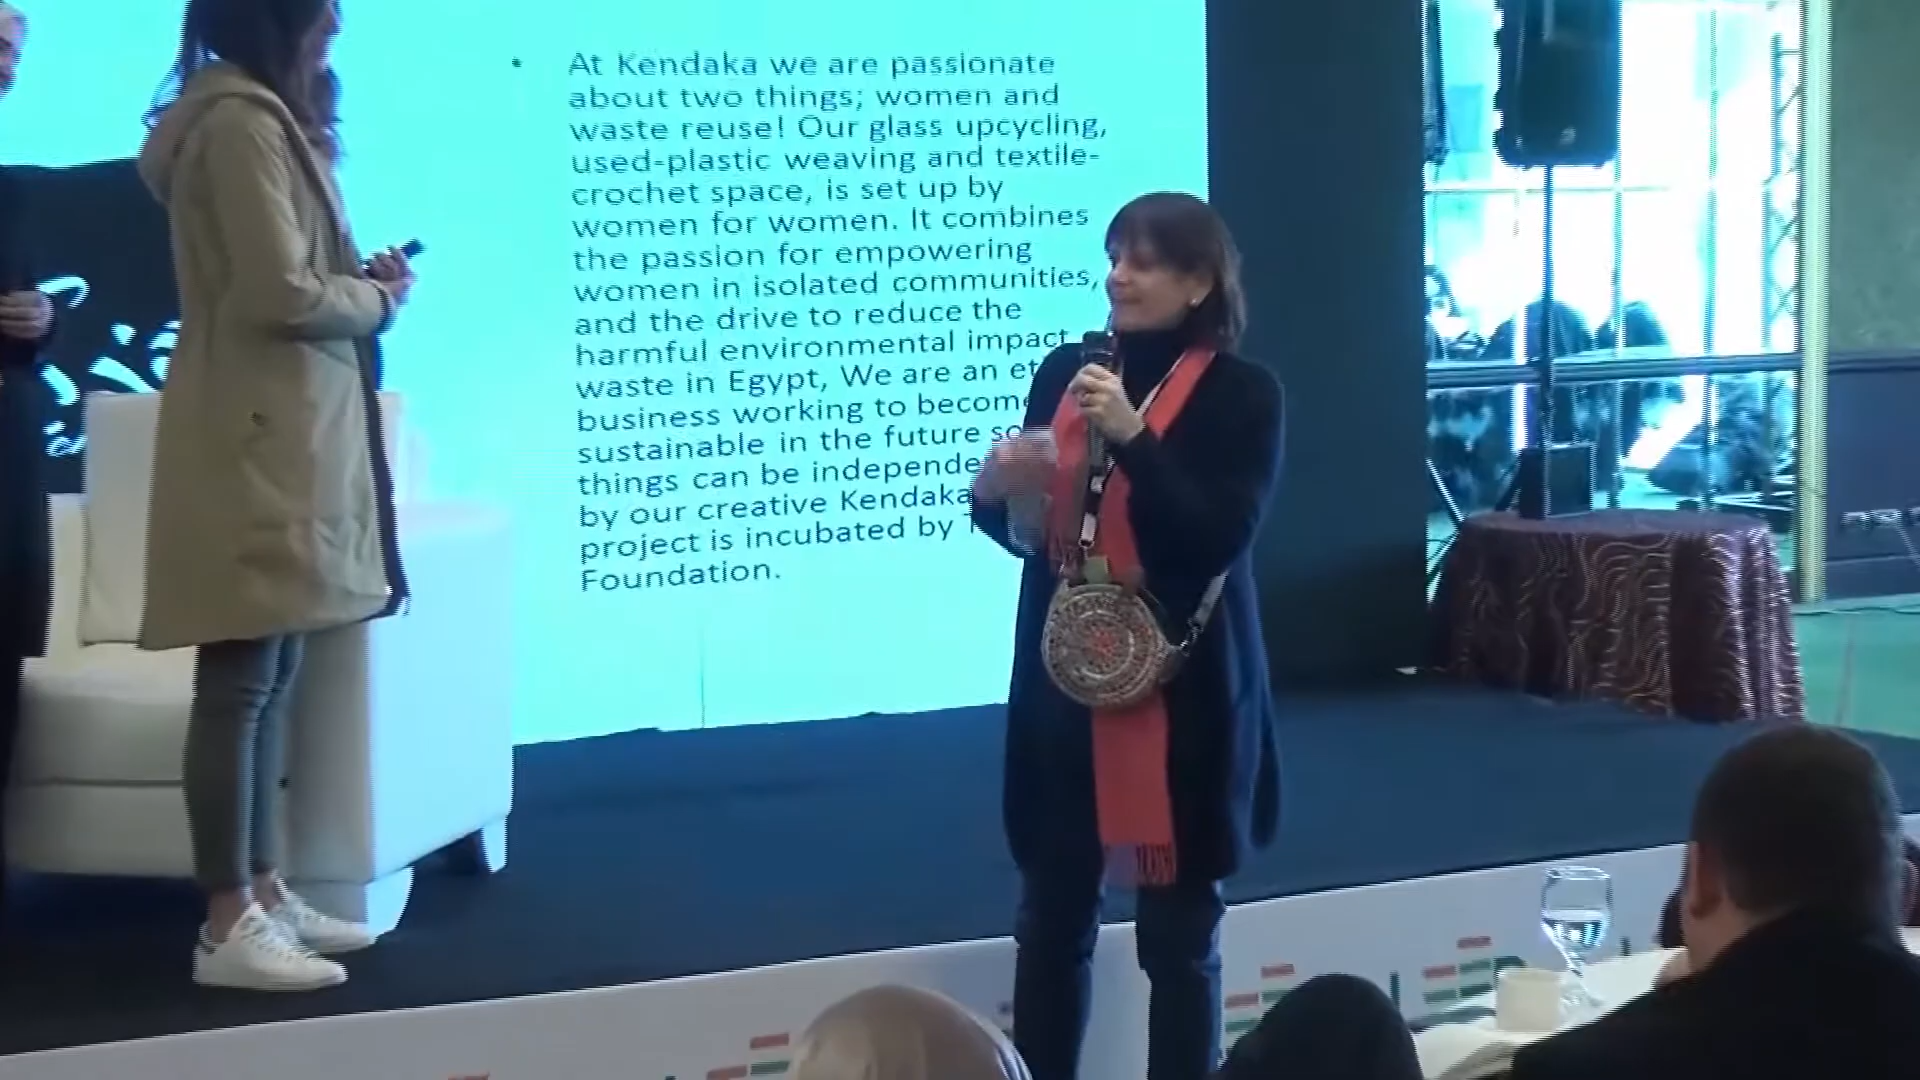 • At Kendaka we are passionate
about two things; women and
waste reuse! Our glass upcycling,
used-plastic weaving and textile-
crochet space, is set up by
women for women. It combines
the passion for empowering
women in isolated communities,
and the drive to reduce the
harmful environmental impact
waste in Egypt, We are an
business working to become
sustainable in the future
things can be
by our creative Kendaka
project is incubated by
Foundation.